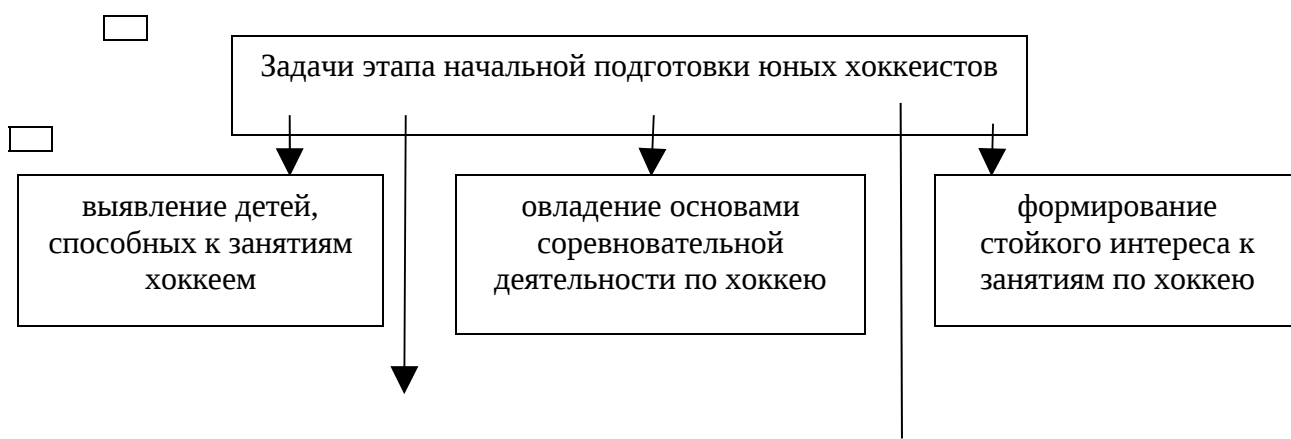 Задачи этапа начальной подготовки юных хоккеистов
выявление детей,
способных к занятиям
хоккеем
овладение основами
соревновательной
деятельности по хоккею
формирование
стойкого интереса к
занятиям по хоккею